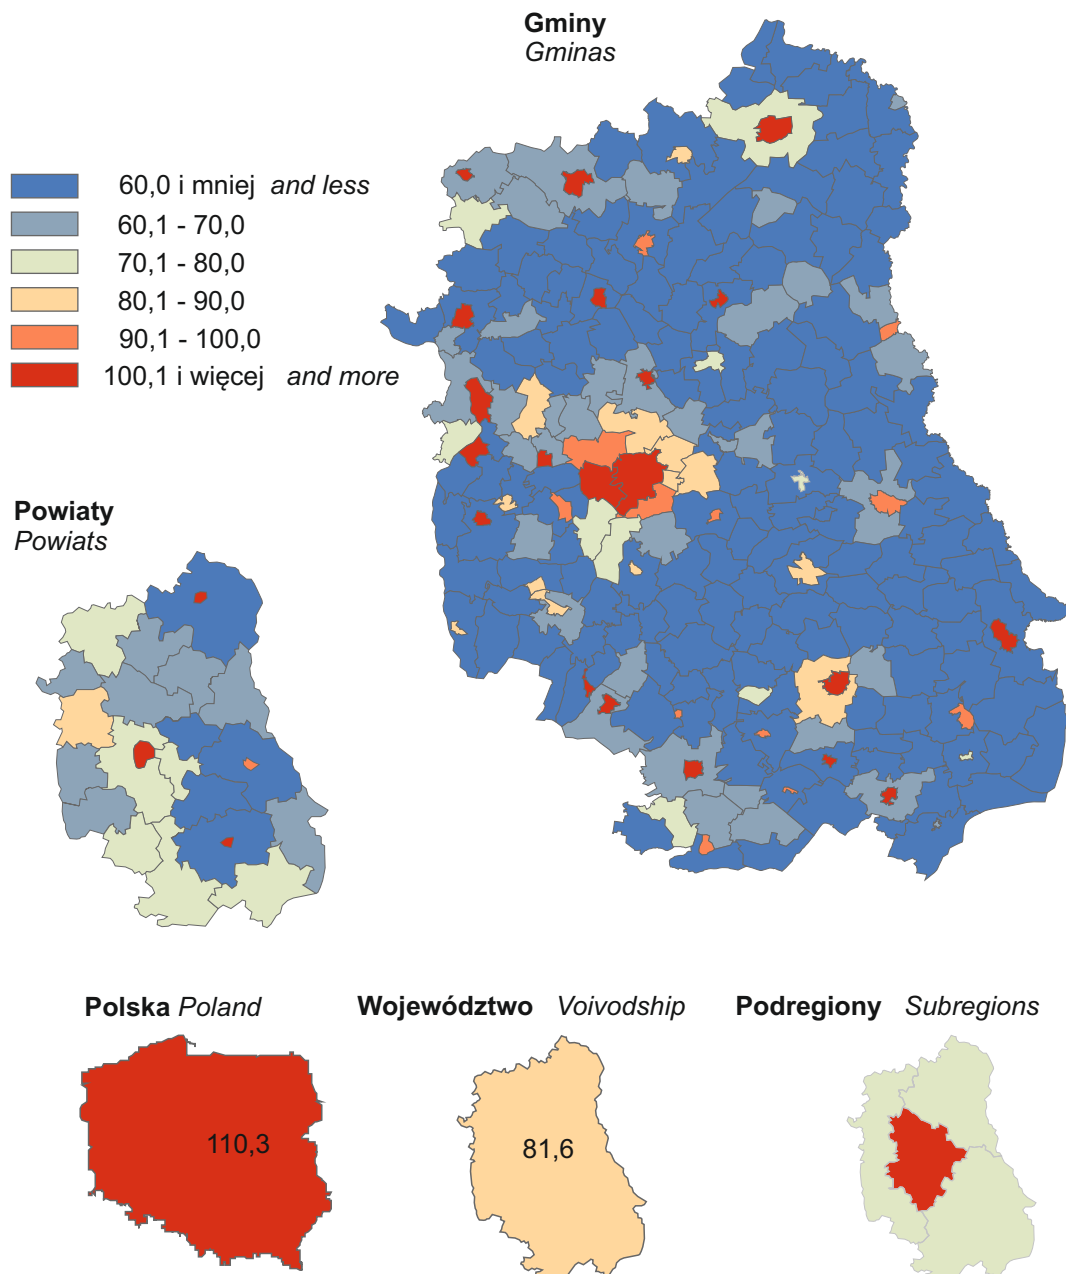 Gminy
Gminas
60,0 i mniej and less
60,1 - 70,0
70,1 - 80,0
80,1 - 90,0
90,1 - 100,0
100,1 i więcej and more
Powiaty
Powiats
Polska Poland
Województwo Voivodship
Podregiony Subregions
110,3
81,6